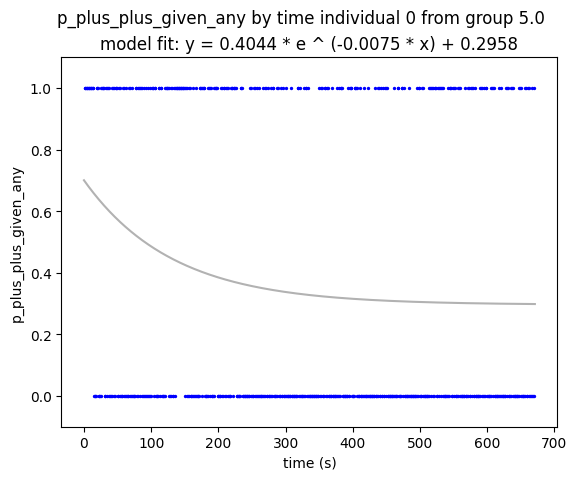 p_plus_plus_given_any by time individual 0 from group 5.0
model fit: y = 0.4044 * e ^ (-0.0075 * x) + 0.2958
1.0
0.8
0.6
0.4
0.2
0.0
p_plus_plus_given_any
0 100 200 300 400 500 600 700
time (s)